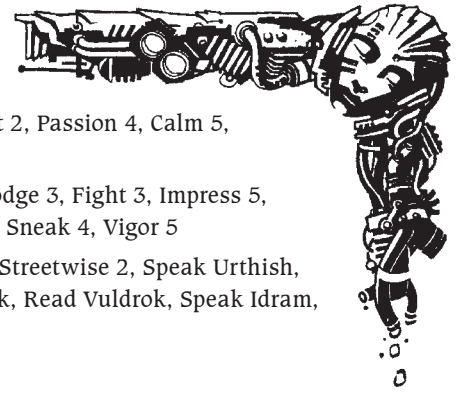 2, Passion 4, Calm 5,
odge 3, Fight 3, Impress 5,
Sneak 4, Vigor 5
Streetwise 2, Speak Urthish,
Read Vuldrok, Speak Idram,